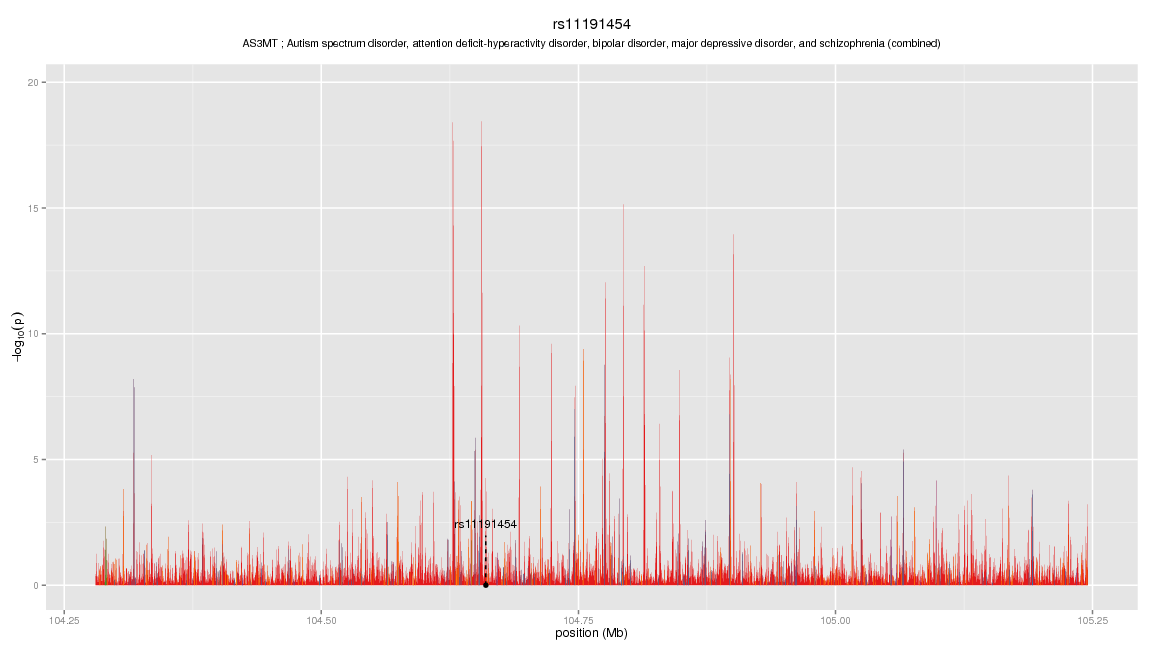 rs11191454
AS3MT ; Autism spectrum disorder, attention deficit-hyperactivity disorder, bipolar disorder, major depressive disorder, and schizophrenia (combined)
20
15
10
5
0
−log10(p)
rs11191454
104.25 104.50 104.75 105.00 105.25
position (Mb)